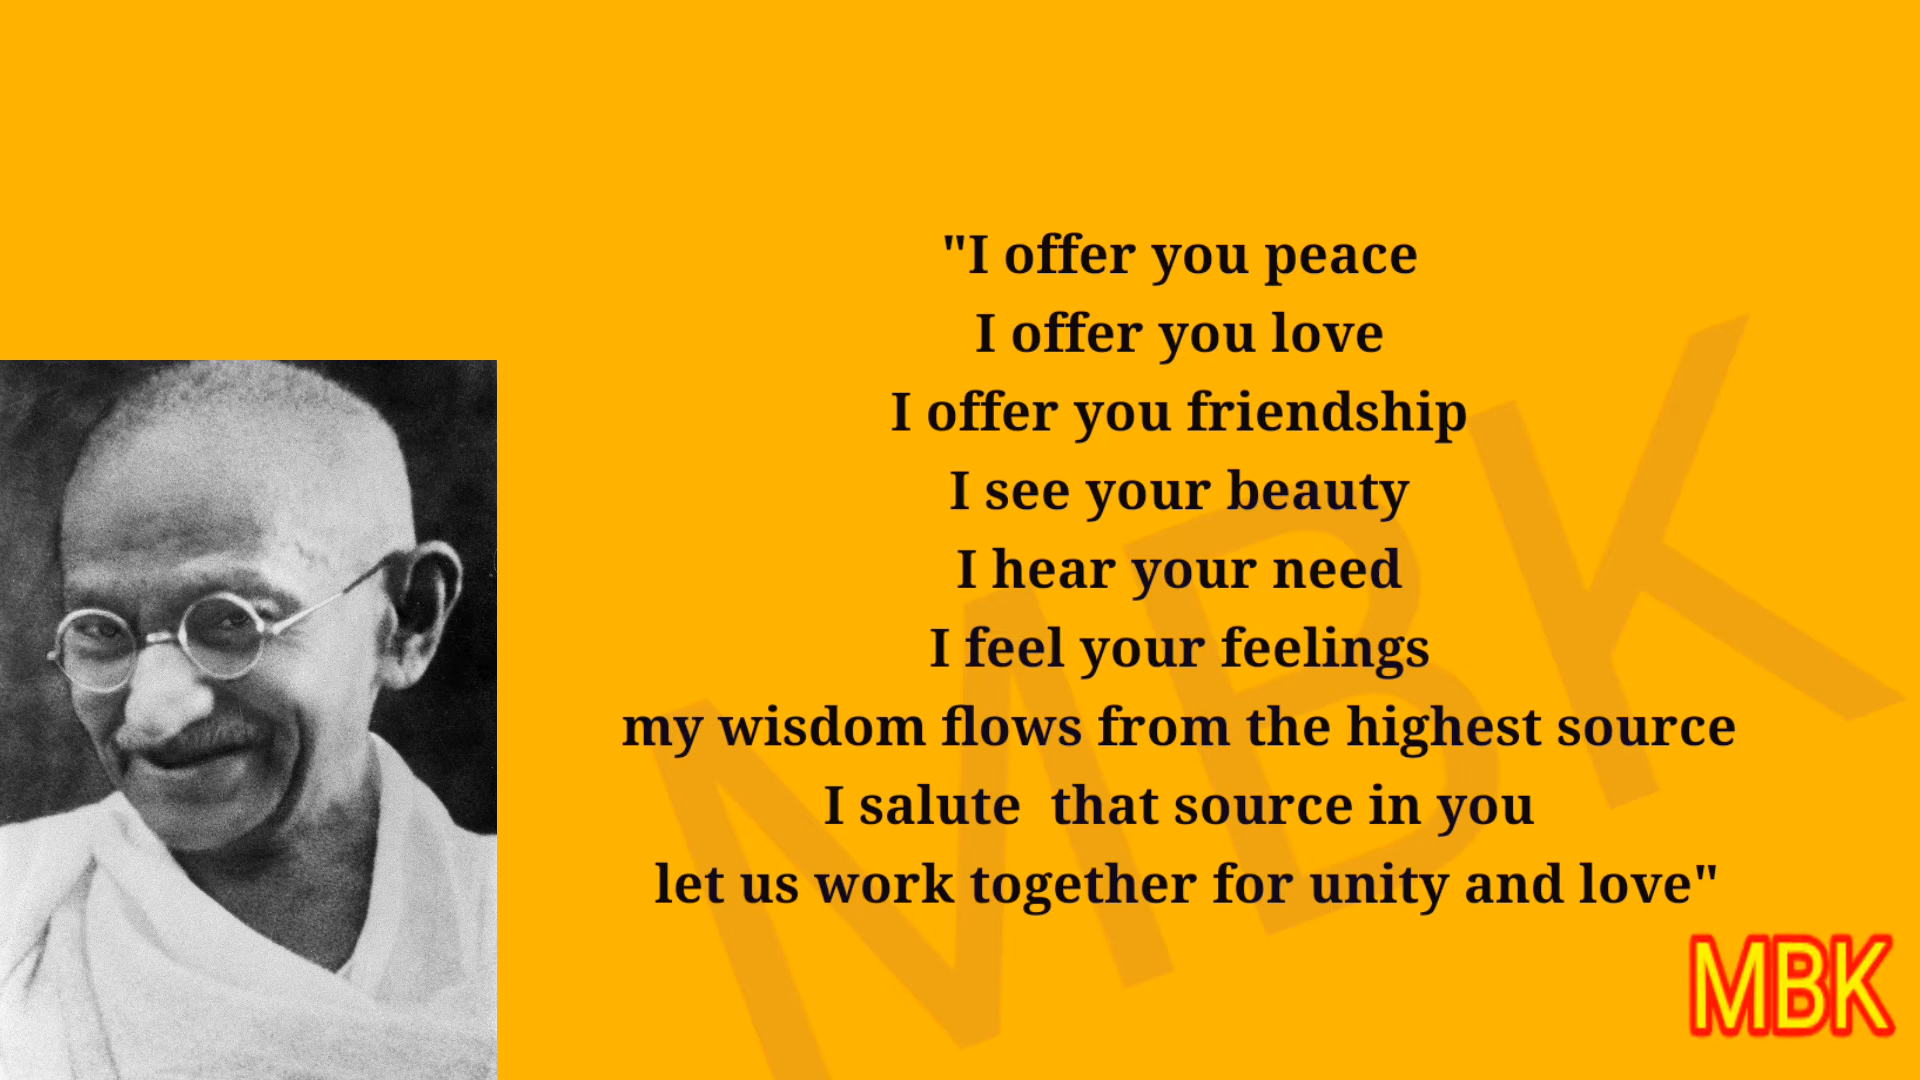 "I offer you peace
I offer you love
I offer you friendship
I see your beauty
I hear your need
I feel your feelings
my wisdom flows from the highest source
I salute  that source in you
let us work together for unity and love"
MBK
MBK